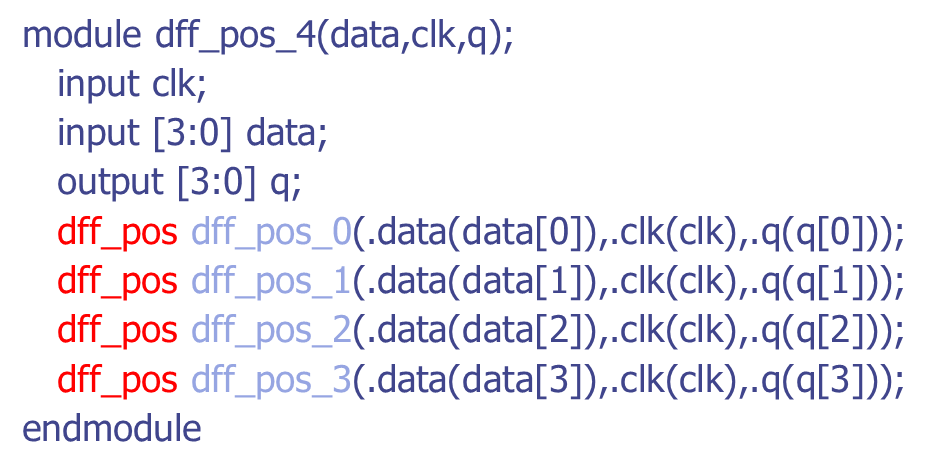 module dff_pos_4(data,clk,q);
input clk;
input [3:0] data;
output [3:0] q;
dff_pos dff_pos_0(.data(data[0]),.clk(clk),.q(q[0]));
dff_pos dff_pos_1(.data(data[1]),.clk(clk),.q(q[1]));
dff_pos dff_pos_2(.data(data[2]),.clk(clk),.q(q[2]));
dff_pos dff_pos_3(.data(data[3]),.clk(clk),.q(q[3]));
endmodule